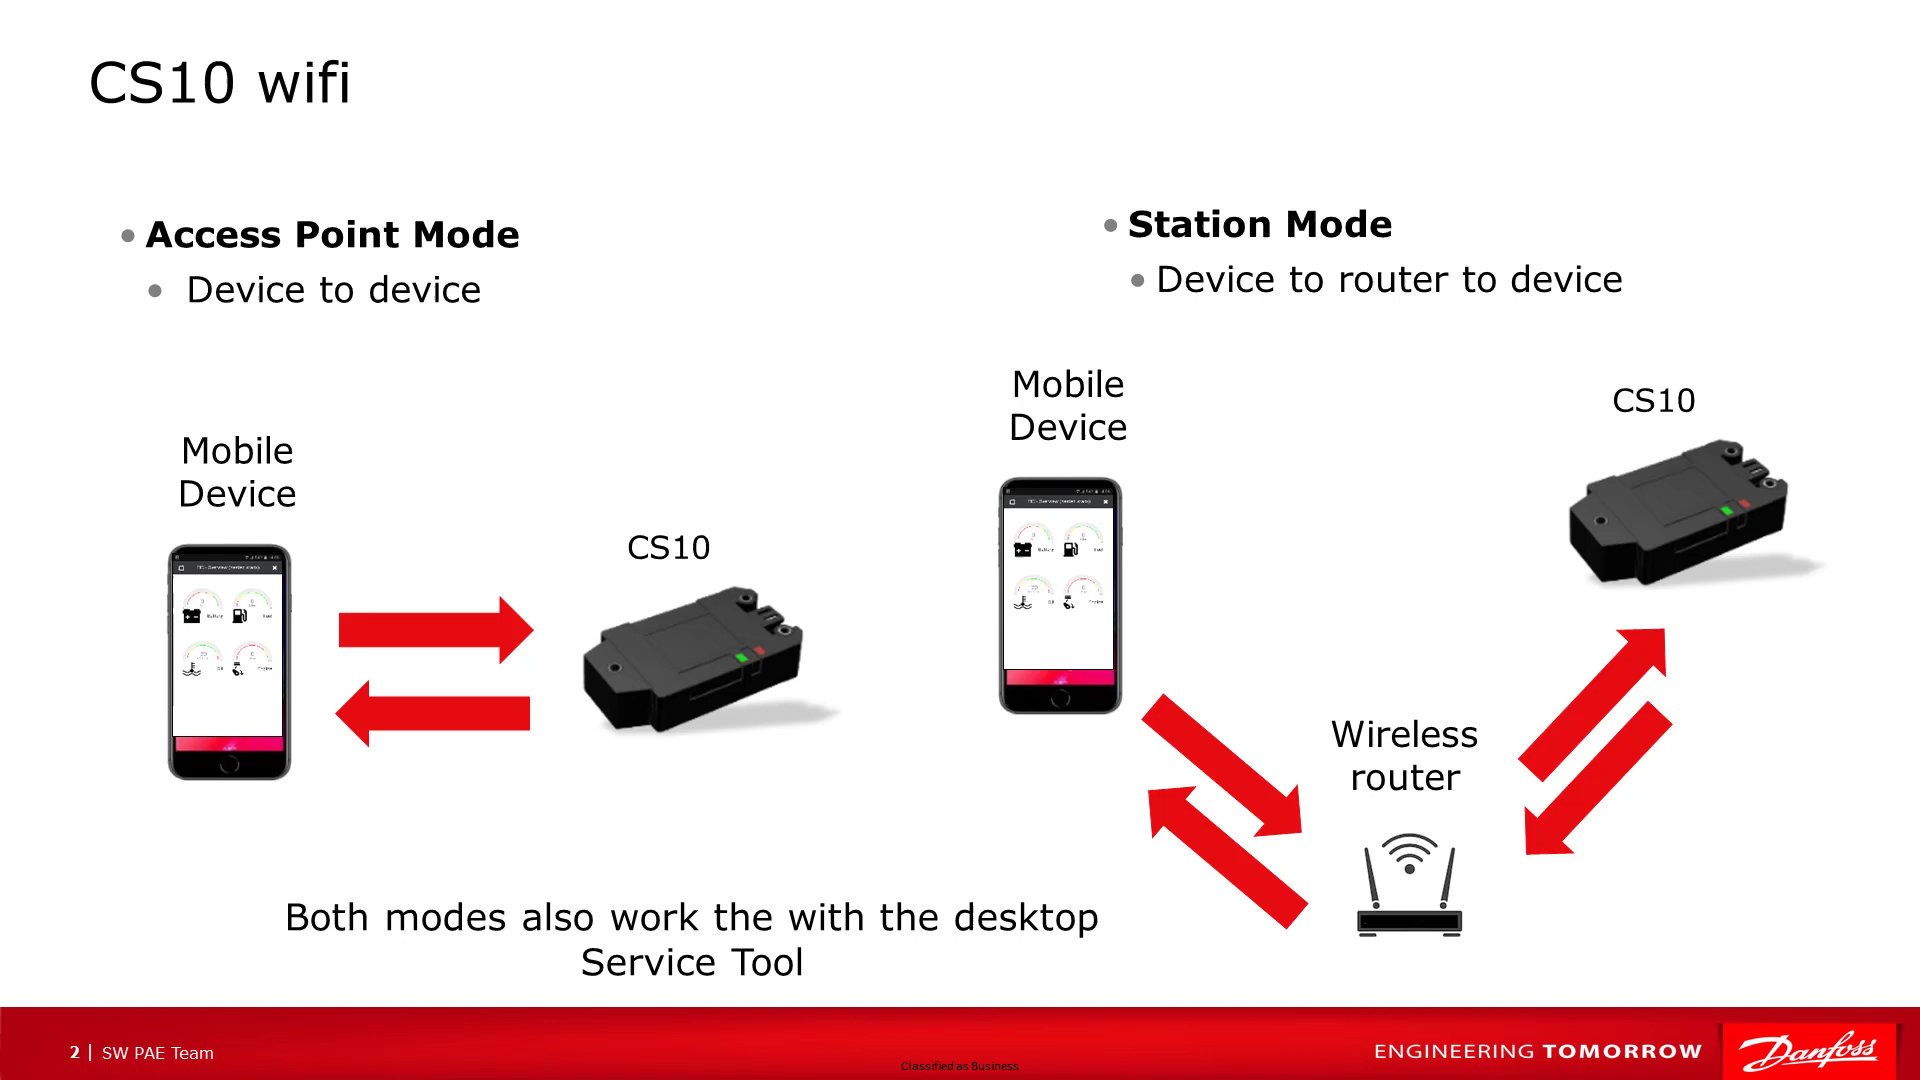 CS10 wifi
Access Point Mode
Device to device
Mobile
Device
CS10
Station Mode
Device to router to device
Mobile
Device
CS10
Wireless
router
Both modes also work the with the desktop
Service Tool
2 | SW PAE Team
Classified as Business
ENGINEERING TOMORROW
Danfoss